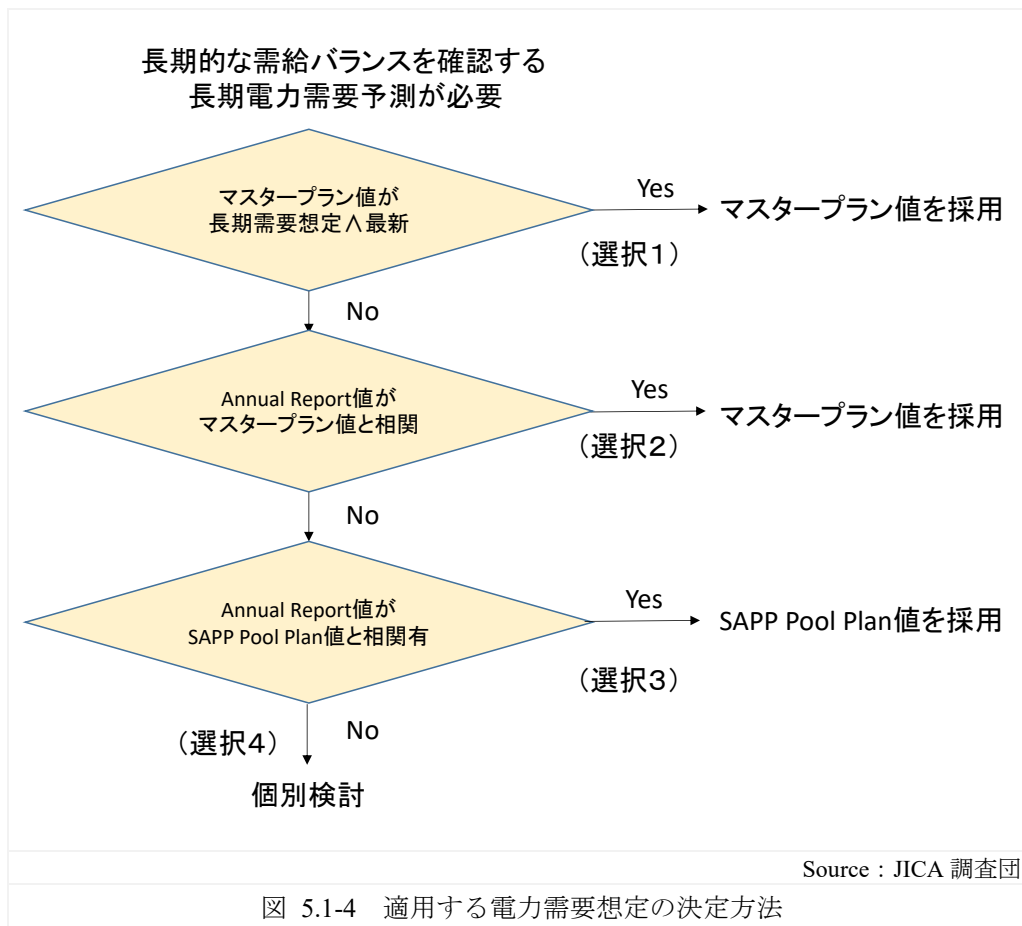 長期的な需給バランスを確認する
長期電力需要予測が必要
マスタープラン値が
長期需要想定∧最新
Yes
マスタープラン値を採用
（選択１）
No
Annual Report値が
マスタープラン値と相関
Yes
マスタープラン値を採用
（選択２）
No
Annual Report値が
SAPP Pool Plan値と相関有
Yes
SAPP Pool Plan値を採用
（選択３）
（選択４）
No
個別検討
Source：JICA 調査団
図 5.1-4 適用する電力需要想定の決定方法